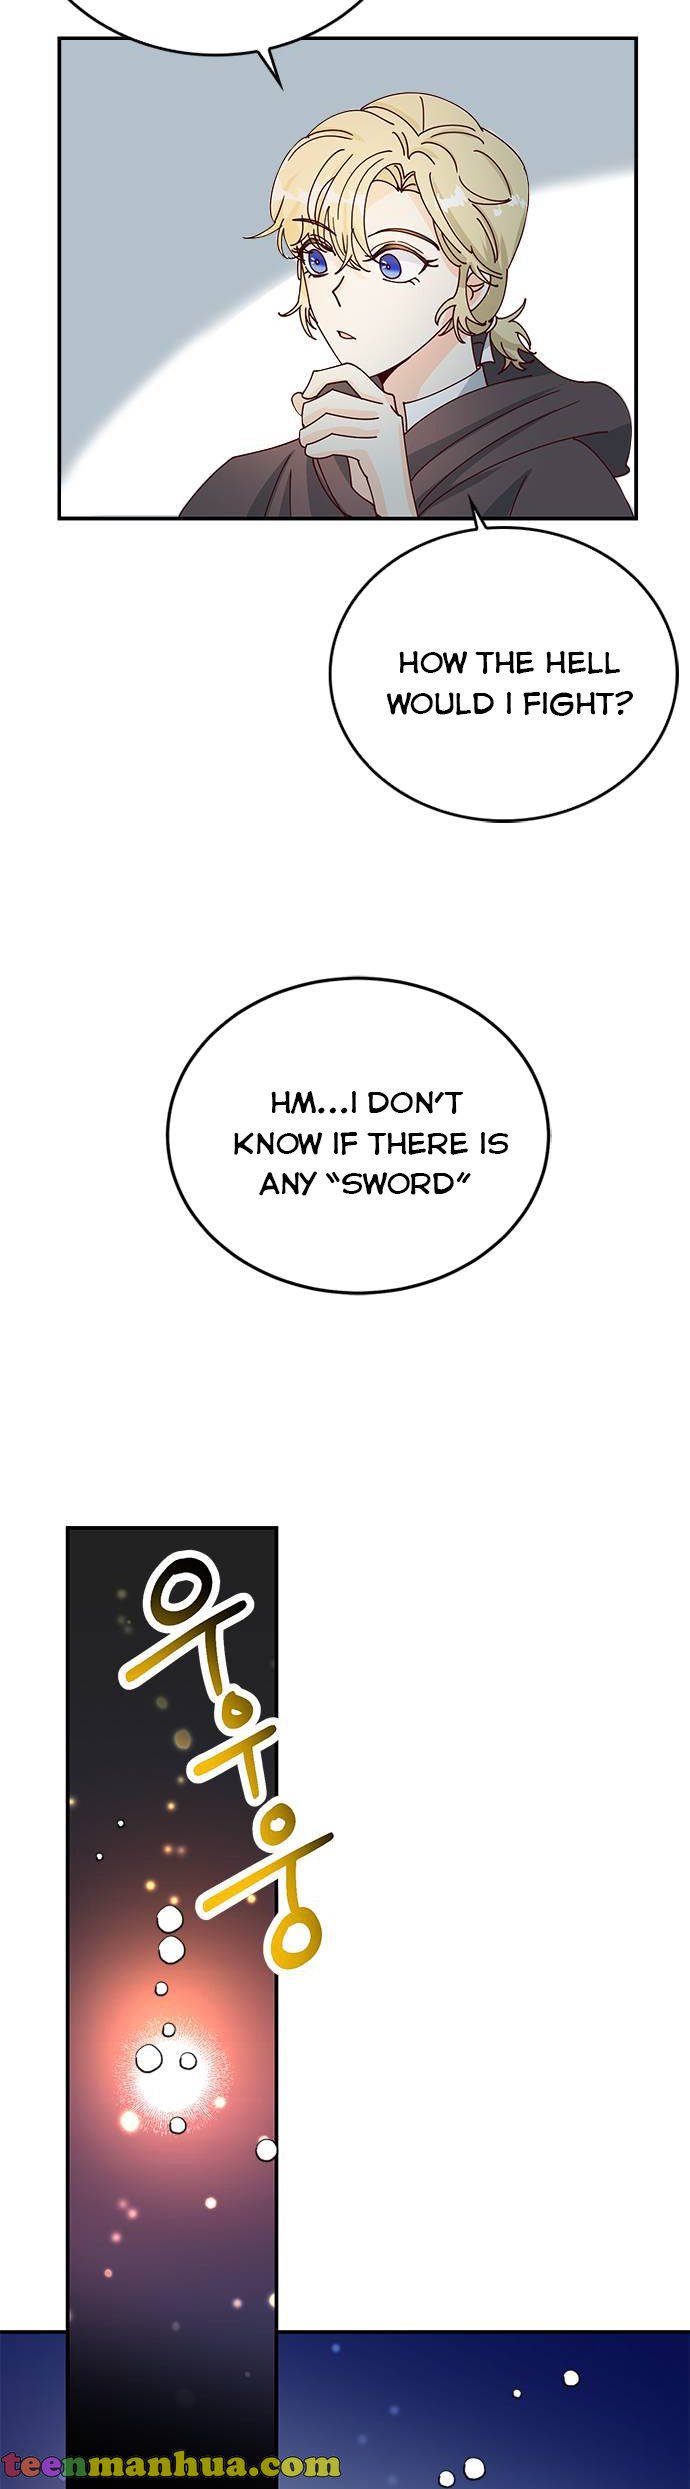 HOW THE HELL
WOULD I FIGHT?
HM...I DON'T
KNOW IF THERE IS
ANY "SWORD"
우우웅
teenmanhua.com